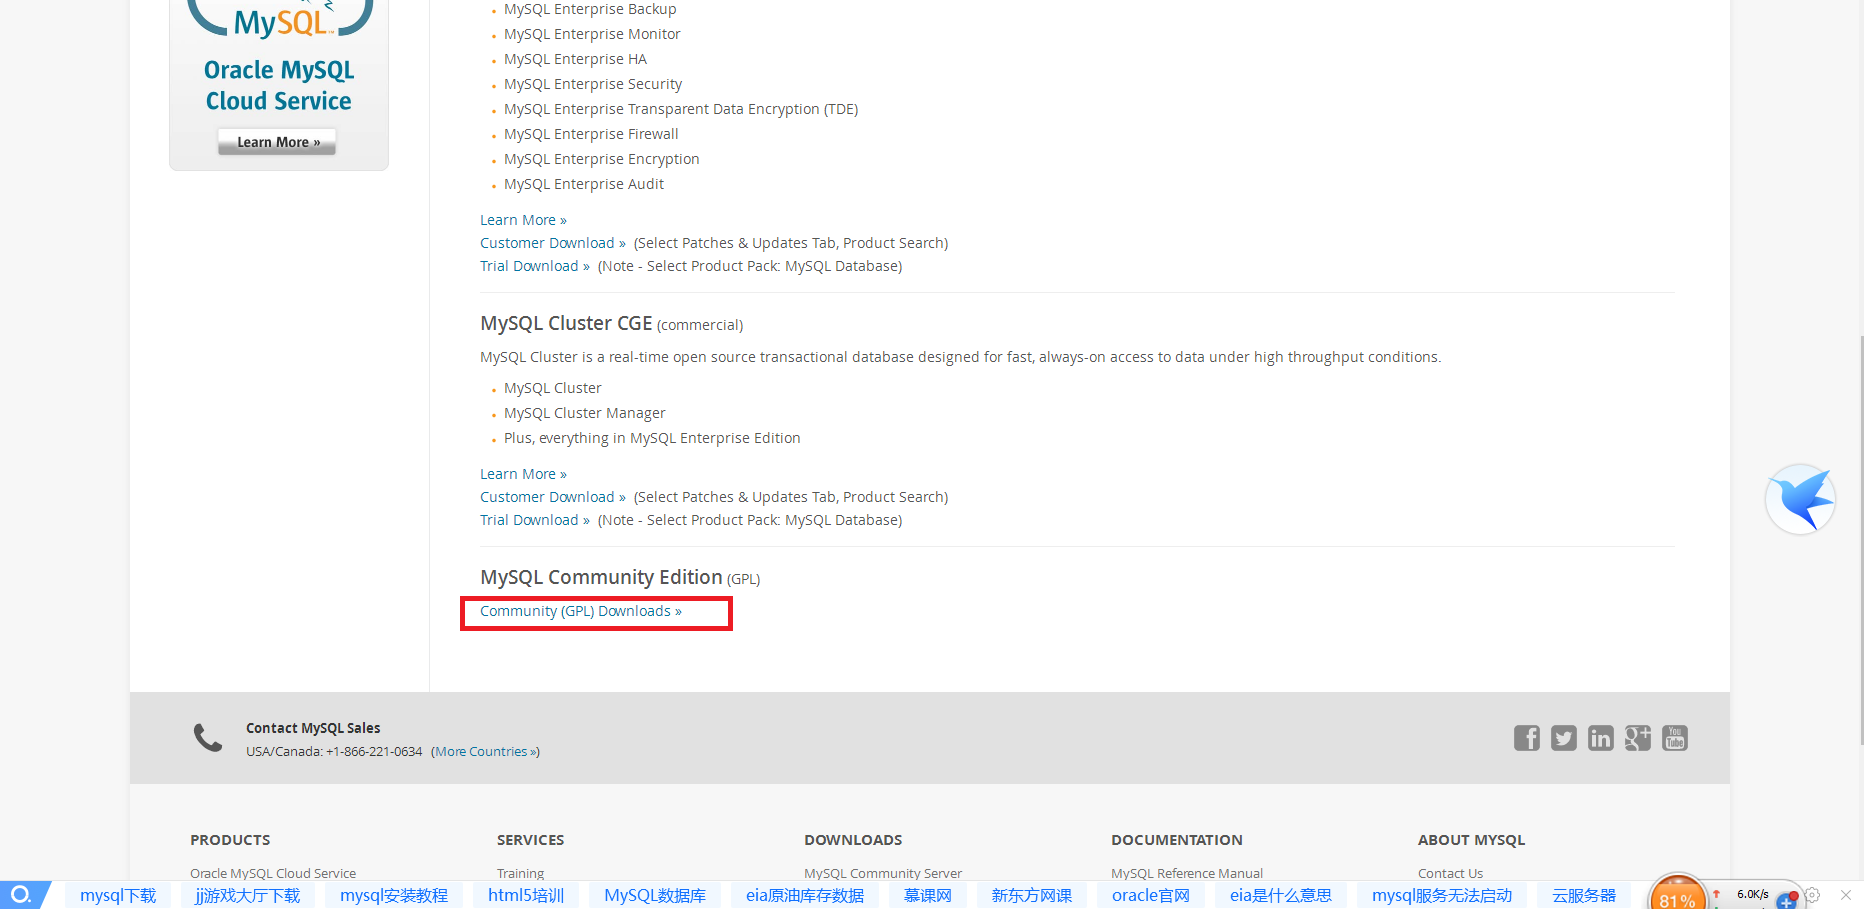 MySQL™
Oracle MySQL
Cloud Service
Learn More »
MySQL Enterprise Backup
MySQL Enterprise Monitor
MySQL Enterprise HA
MySQL Enterprise Security
MySQL Enterprise Transparent Data Encryption (TDE)
MySQL Enterprise Firewall
MySQL Enterprise Encryption
MySQL Enterprise Audit
Learn More »
Customer Download » (Select Patches & Updates Tab, Product Search)
Trial Download » (Note - Select Product Pack: MySQL Database)
MySQL Cluster CGE (commercial)
MySQL Cluster is a real-time open source transactional database designed for fast, always-on access to data under high throughput conditions.
MySQL Cluster
MySQL Cluster Manager
Plus, everything in MySQL Enterprise Edition
Learn More »
Customer Download » (Select Patches & Updates Tab, Product Search)
Trial Download » (Note - Select Product Pack: MySQL Database)
MySQL Community Edition (GPL)
Community (GPL) Downloads »
Contact MySQL Sales
USA/Canada: +1-866-221-0634 (More Countries »)
You Tube
PRODUCTS SERVICES DOWNLOADS DOCUMENTATION ABOUT MYSQL
Oracle MySQL Cloud Service Training MySQL Community Server MySQL Reference Manual Contact Us
mysql下载 jj游戏大厅下载 mysql安装教程 html5培训 MySQL数据库 eia原油库存数据 慕课网 新东方网课 oracle官网 eia是什么意思 mysql服务无法启动 云服务器 81% 6.0K/s